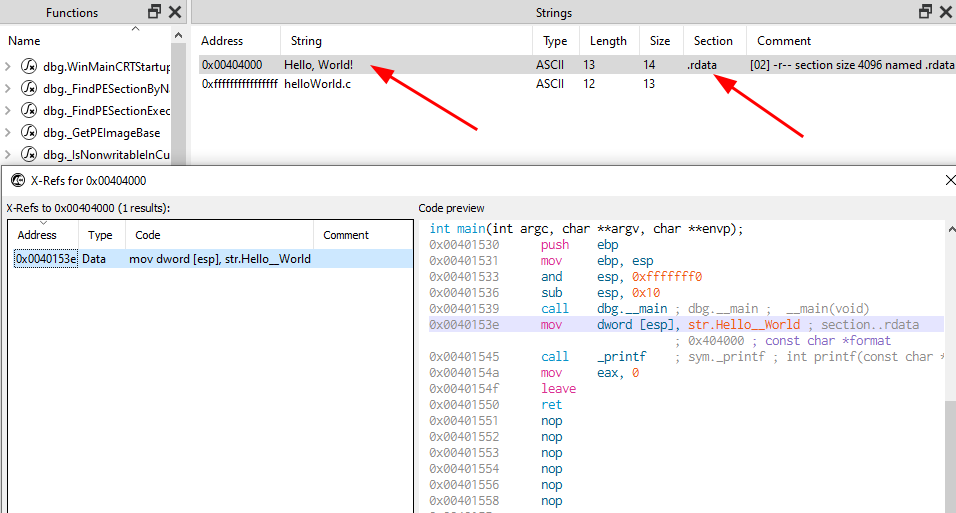 Functions
Name
dbg.WinMainCRTStartup
dbg._FindPESectionByNa
dbg._FindPESectionExec
dbg._GetPEImageBase
dbg._IsNonwritableInCu
Strings
Address String Type Length Size Section Comment
0x00404000 Hello, World! ASCII 13 14 .rdata [02] -r-- section size 4096 named .rdata
0xffffffffffffffff helloWorld.c ASCII 12 13
X-Refs for 0x00404000
X-Refs to 0x00404000 (1 results):
Address Type Code Comment
0x0040153e Data mov dword [esp], str.Hello__World
Code preview
int main(int argc, char **argv, char **envp);
0x00401530 push ebp
0x00401531 mov ebp, esp
0x00401533 and esp, 0xfffffff0
0x00401536 sub esp, 0x10
0x00401539 call dbg.__main ; dbg.__main ; __main(void)
0x0040153e mov dword [esp], str.Hello__World ; section..rdata
; 0x404000 ; const char *format
0x00401545 call _printf ; sym._printf ; int printf(const char *
0x0040154a mov eax, 0
0x0040154f leave
0x00401550 ret
0x00401551 nop
0x00401552 nop
0x00401554 nop
0x00401556 nop
0x00401558 nop